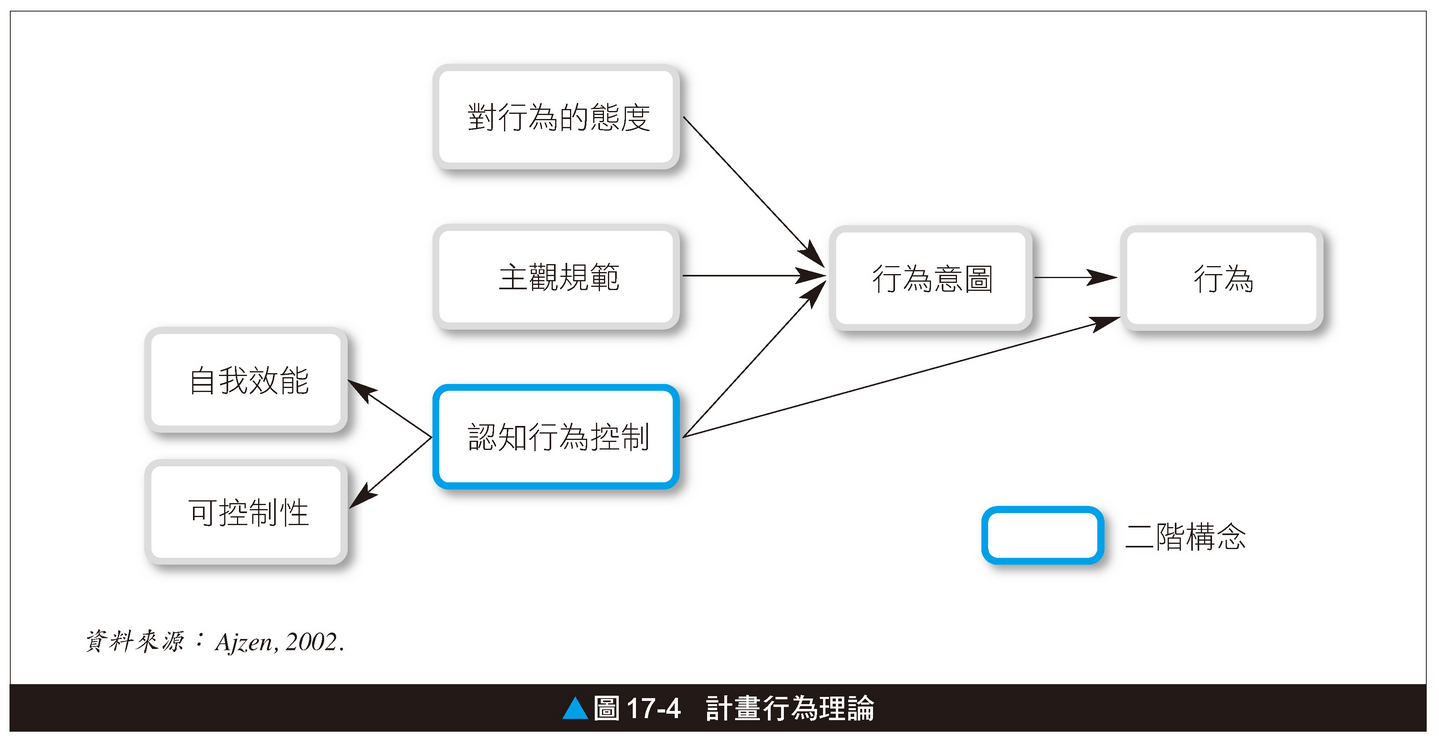 對行為的態度
主觀規範
行為意圖
行為
自我效能
認知行為控制
可控制性
二階構念
資料來源：Ajzen, 2002.
▲圖 17-4 計畫行為理論